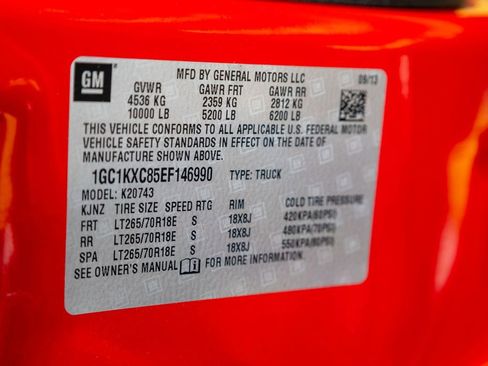 GM
MFD BY GENERAL MOTORS LLC 09/13
GVWR GAWR FRT GAWR RR
4536 KG 2359 KG 2812 KG
10000 LB 5200 LB 6200 LB
THIS VEHICLE CONFORMS TO ALL APPLICABLE U.S. FEDERAL MOTOR
VEHICLE SAFETY STANDARDS IN EFFECT ON THE DATE OF
MANUFACTURE SHOWN ABOVE.
1GC1KXC85EF146990 TYPE: TRUCK
MODEL: K20743
KJNZ TIRE SIZE SPEED RTG RIM COLD TIRE PRESSURE
FRT LT265/70R18E S 18X8J 420KPA(60PSI)
RR LT265/70R18E S 18X8J 480KPA(70PSI)
SPA LT265/70R18E S 18X8J 550KPA(80PSI)
SEE OWNER'S MANUAL FOR MORE INFORMATION